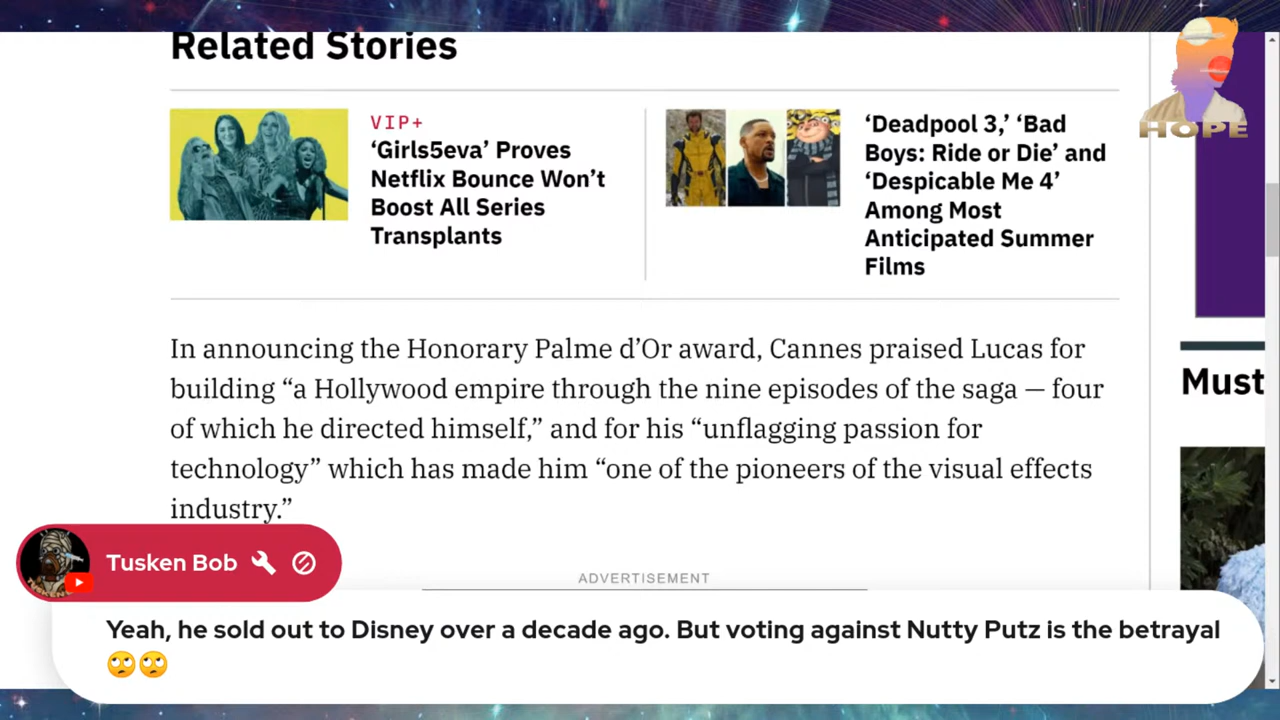 Related Stories
VIP+
‘Girls5eva’ Proves
Netflix Bounce Won’t
Boost All Series
Transplants
‘Deadpool 3,’ ‘Bad
Boys: Ride or Die’ and
‘Despicable Me 4’
Among Most
Anticipated Summer
Films
HOPE
In announcing the Honorary Palme d’Or award, Cannes praised Lucas for
building “a Hollywood empire through the nine episodes of the saga — four
of which he directed himself,” and for his “unflagging passion for
technology” which has made him “one of the pioneers of the visual effects
industry.”
Must
ADVERTISEMENT
Tusken Bob
Yeah, he sold out to Disney over a decade ago. But voting against Nutty Putz is the betrayal
🙄🙄